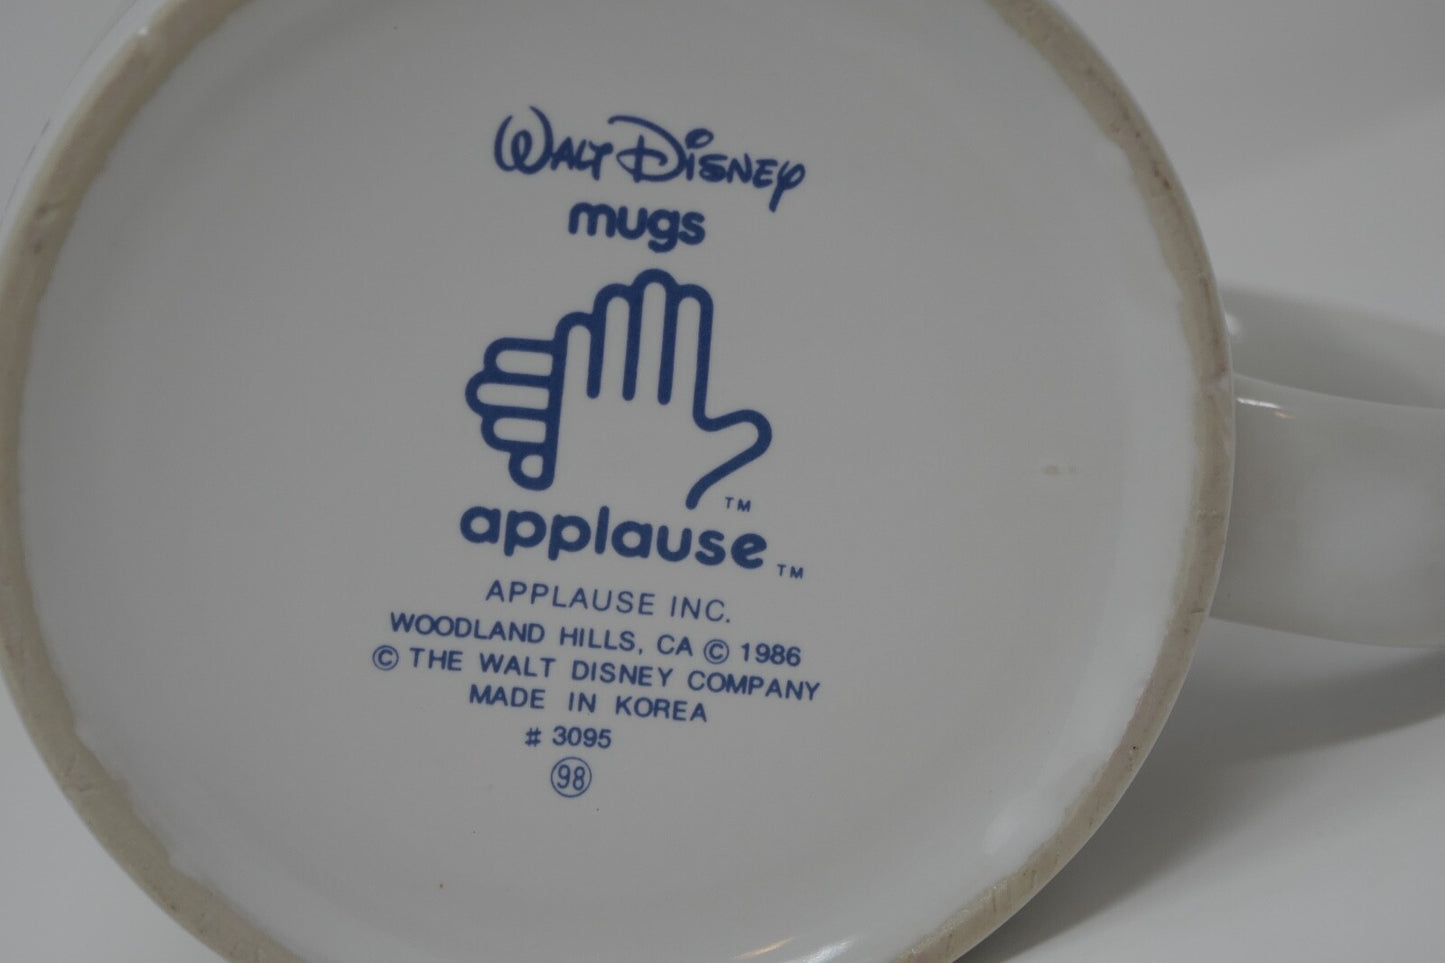 WALT DISNEY
mugs
TM
applause TM
APPLAUSE INC.
WOODLAND HILLS, CA © 1986
© THE WALT DISNEY COMPANY
MADE IN KOREA
# 3095
98